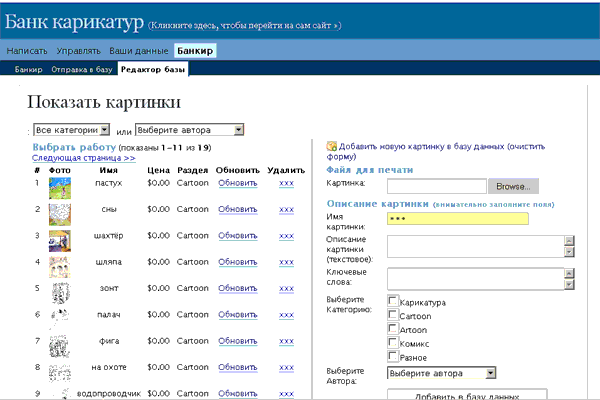 Банк карикатур (Кликните здесь, чтобы перейти на сам сайт »)
Написать Управлять Ваши данные Банкир
Банкир Отправка в базу Редактор базы
Показать картинки
: Все категории или Выберите автора
Выбрать работу (показаны 1–11 из 19)
Следующая страница >>
# Фото Имя Цена Раздел Обновить Удалить
1 пастух $0.00 Cartoon Обновить xxx
2 сны $0.00 Cartoon Обновить xxx
3 шахтёр $0.00 Cartoon Обновить xxx
4 шляпа $0.00 Cartoon Обновить xxx
5 зонт $0.00 Cartoon Обновить xxx
6 палач $0.00 Cartoon Обновить xxx
7 фига $0.00 Cartoon Обновить xxx
8 на охоте $0.00 Cartoon Обновить xxx
9 водопроводчик $0.00 Cartoon Обновить xxx
Добавить новую картинку в базу данных (очистить
форму)
Файл для печати
Картинка: Browse...
Описание картинки (внимательно заполните поля)
Имя
картинки: ***
Описание
картинки
(текстовое):
Ключевые
слова:
Выберите
Категорию:
Карикатура
Cartoon
Artoon
Комикс
Разное
Выберите
Автора: Выберите автора
Добавить в базу данных